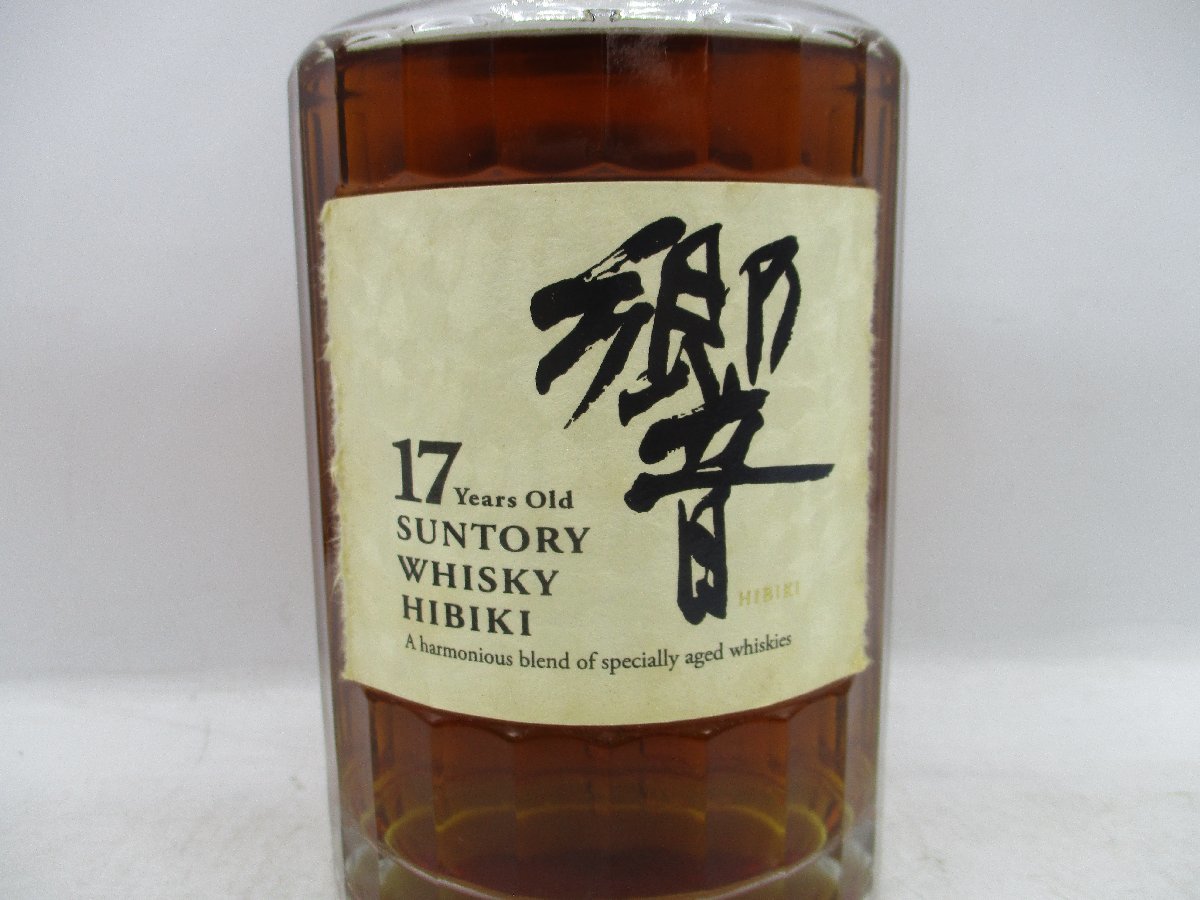 響
HIBIKI
17 Years Old
SUNTORY
WHISKY
HIBIKI
A harmonious blend of specially aged whiskies